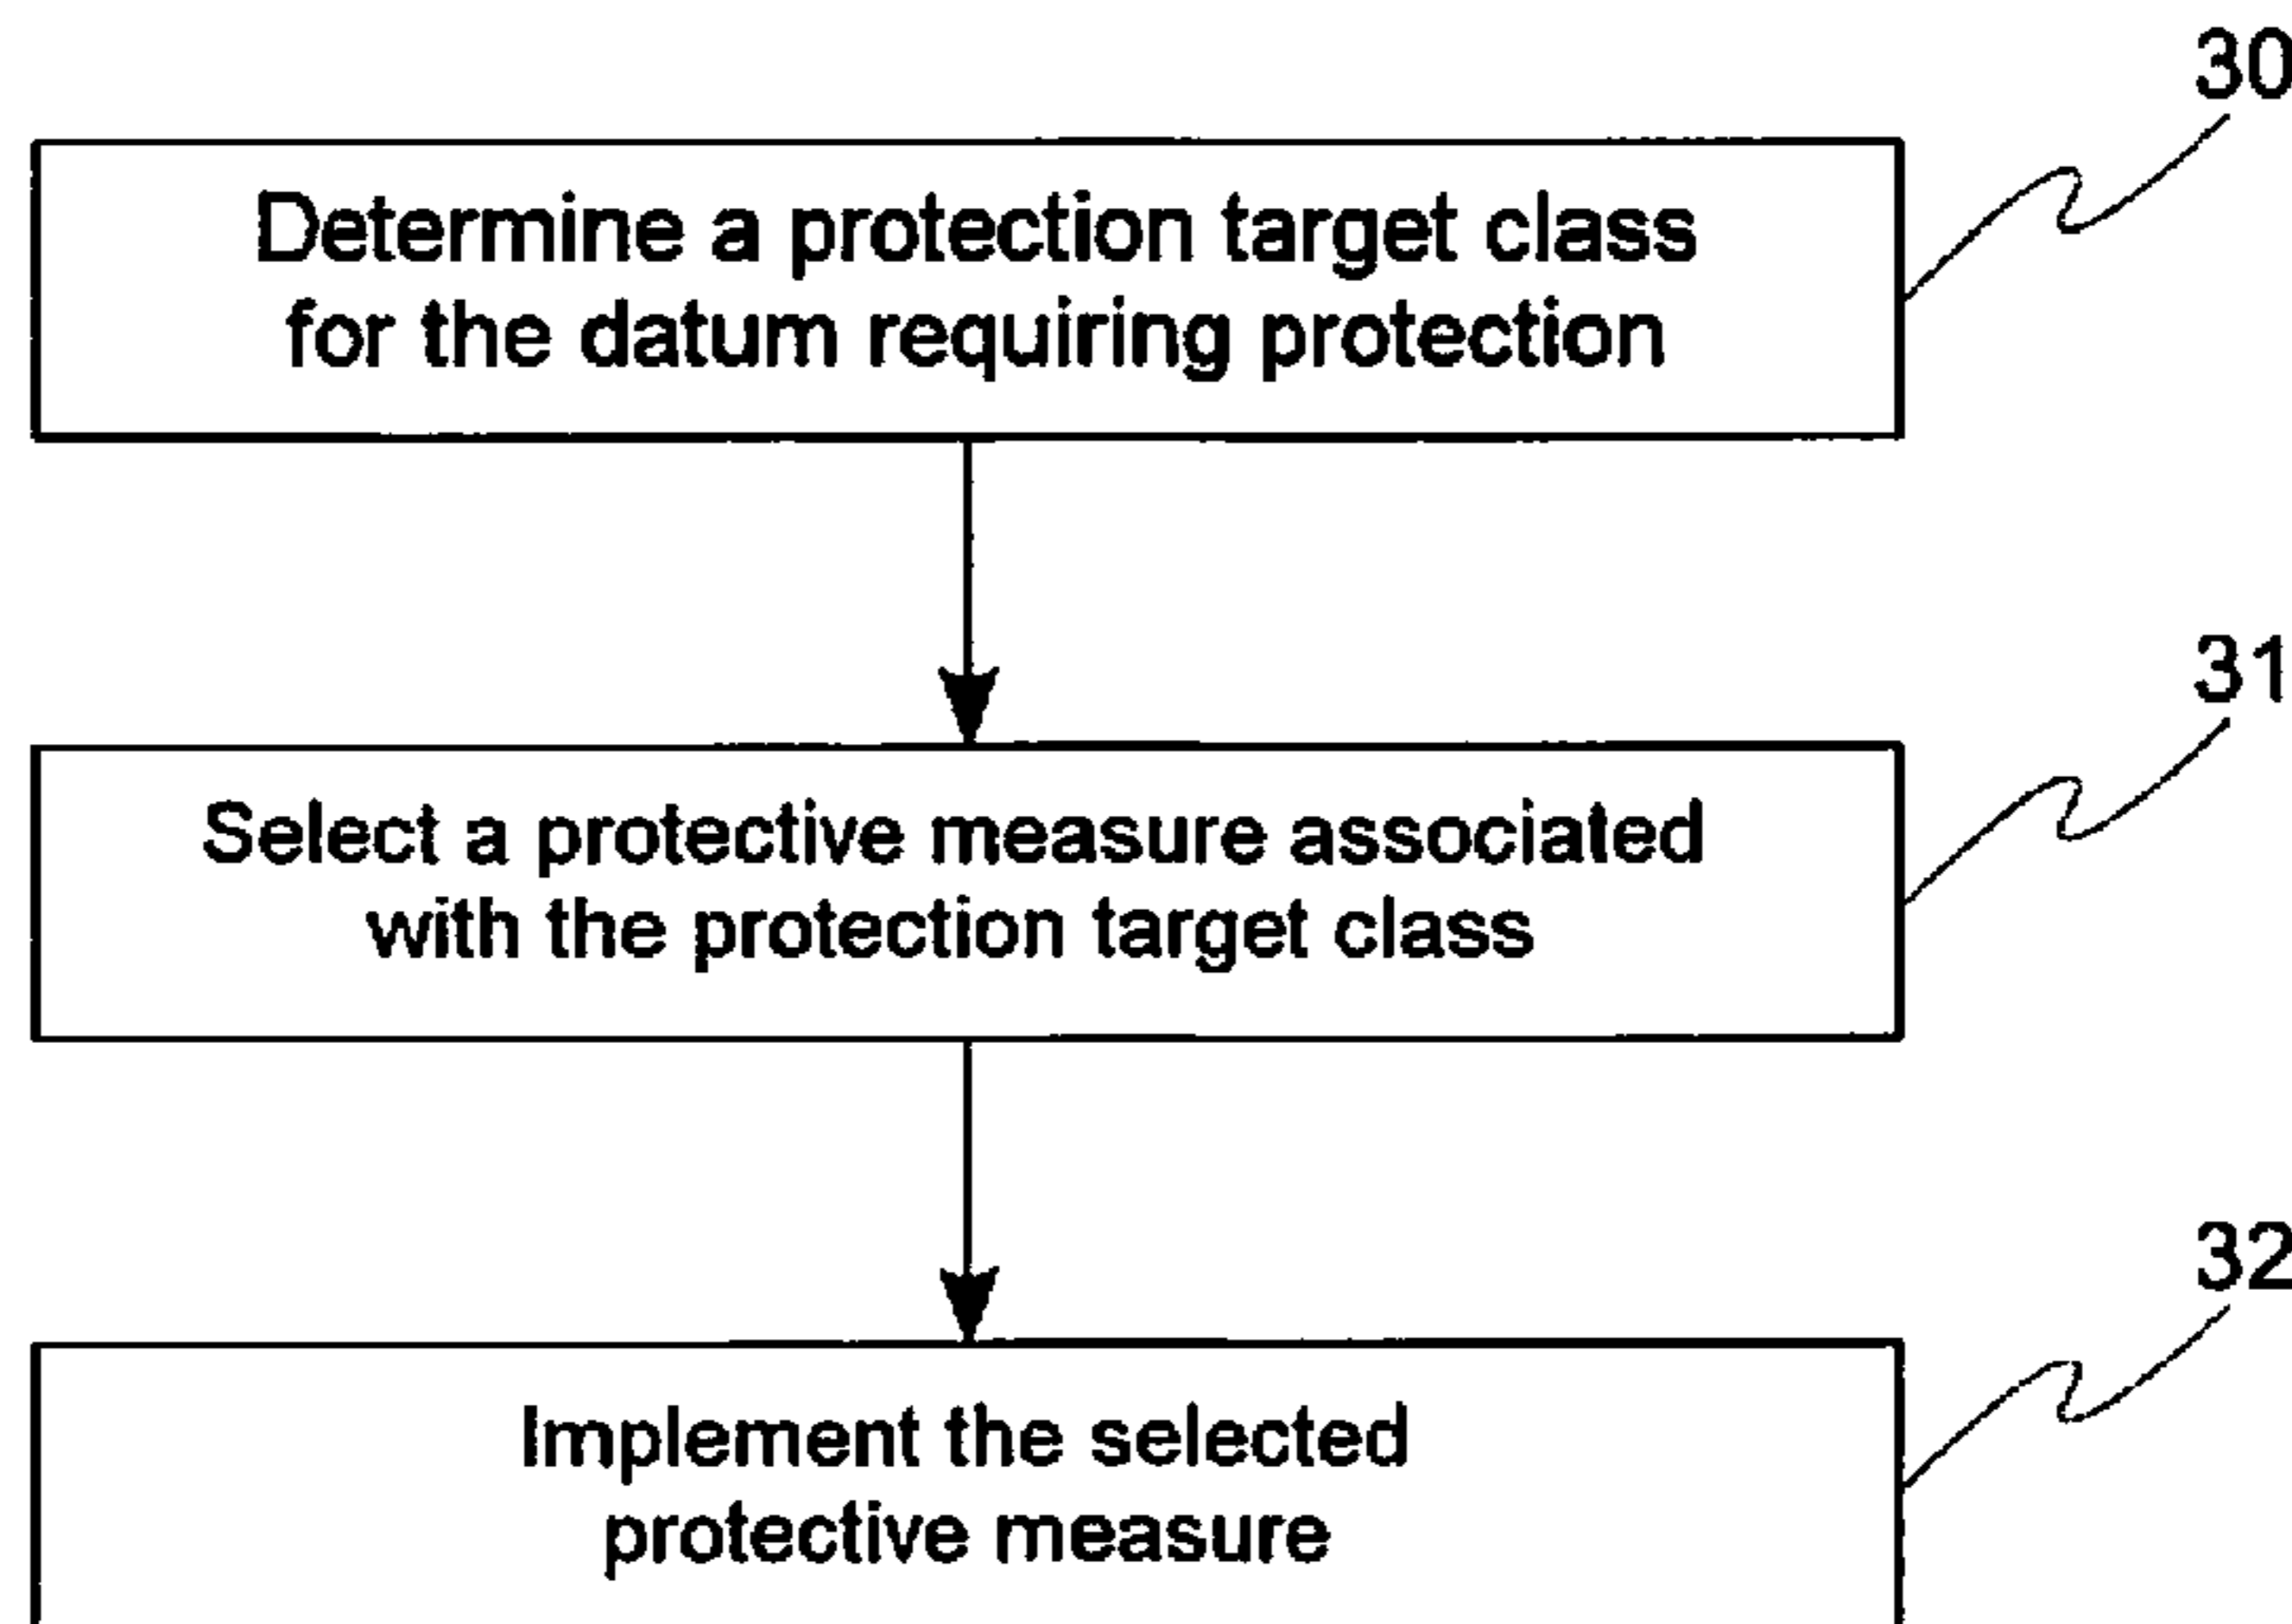 30
Determine a protection target class
for the datum requiring protection
31
Select a protective measure associated
with the protection target class
32
Implement the selected
protective measure